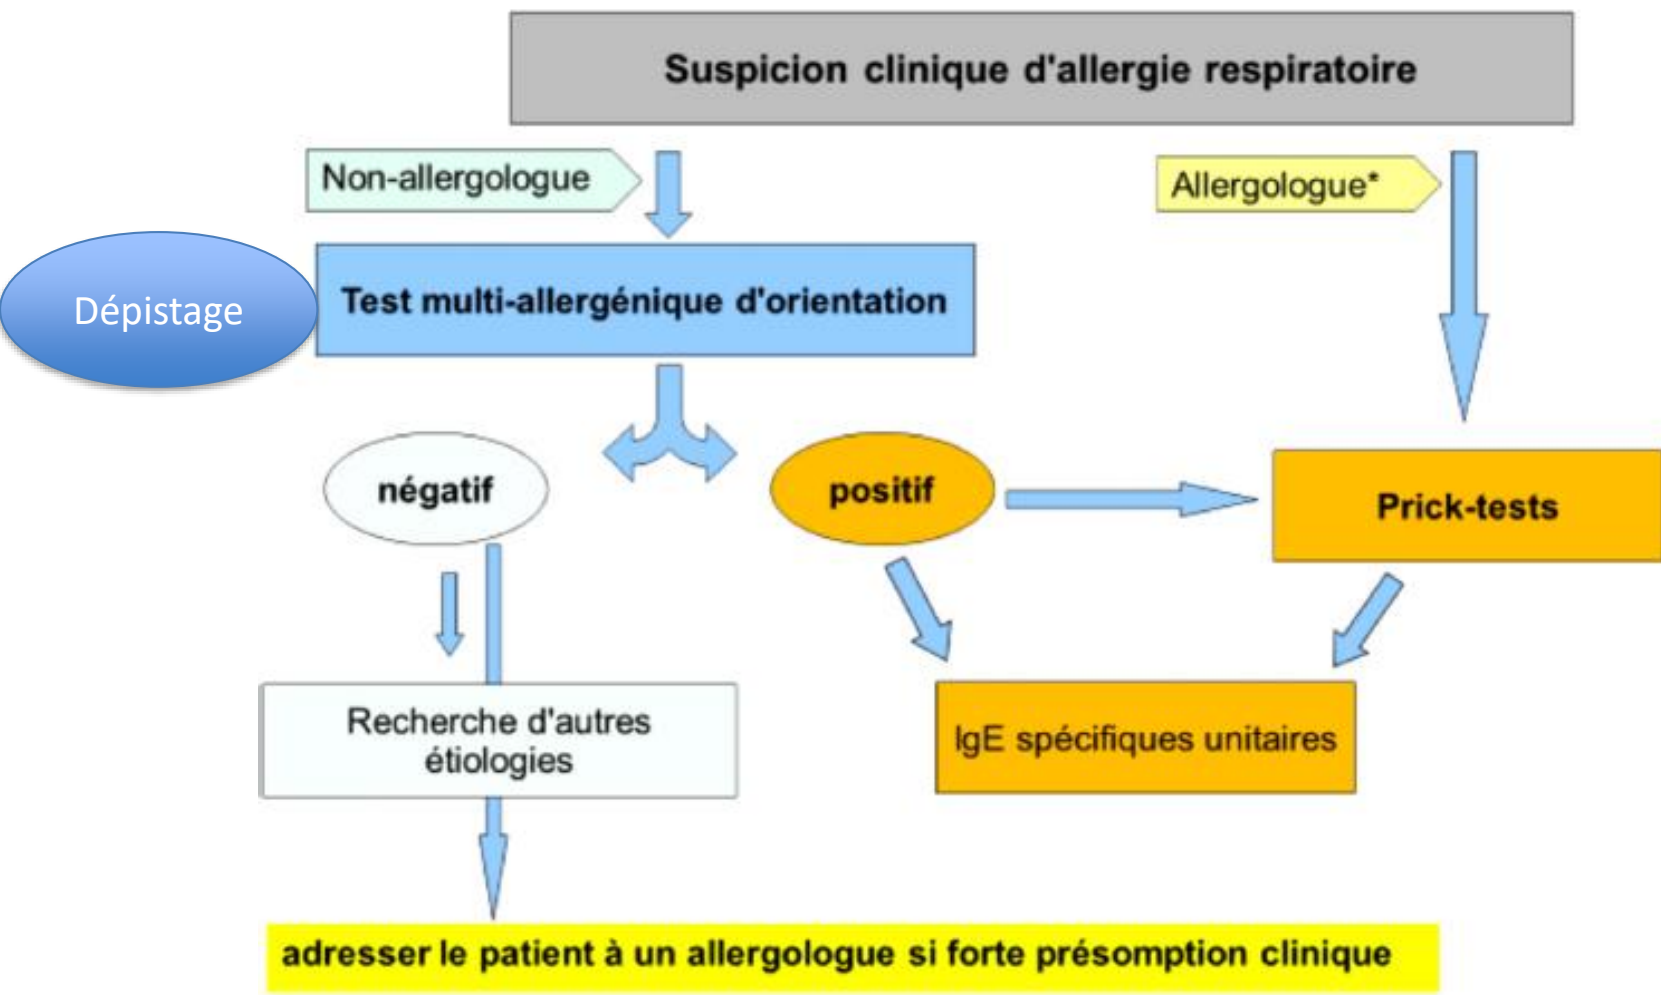 Suspicion clinique d'allergie respiratoire
Non-allergologue
Allergologue*
Dépistage
Test multi-allergénique d'orientation
négatif
positif
Prick-tests
Recherche d'autres
étiologies
IgE spécifiques unitaires
adresser le patient à un allergologue si forte présomption clinique